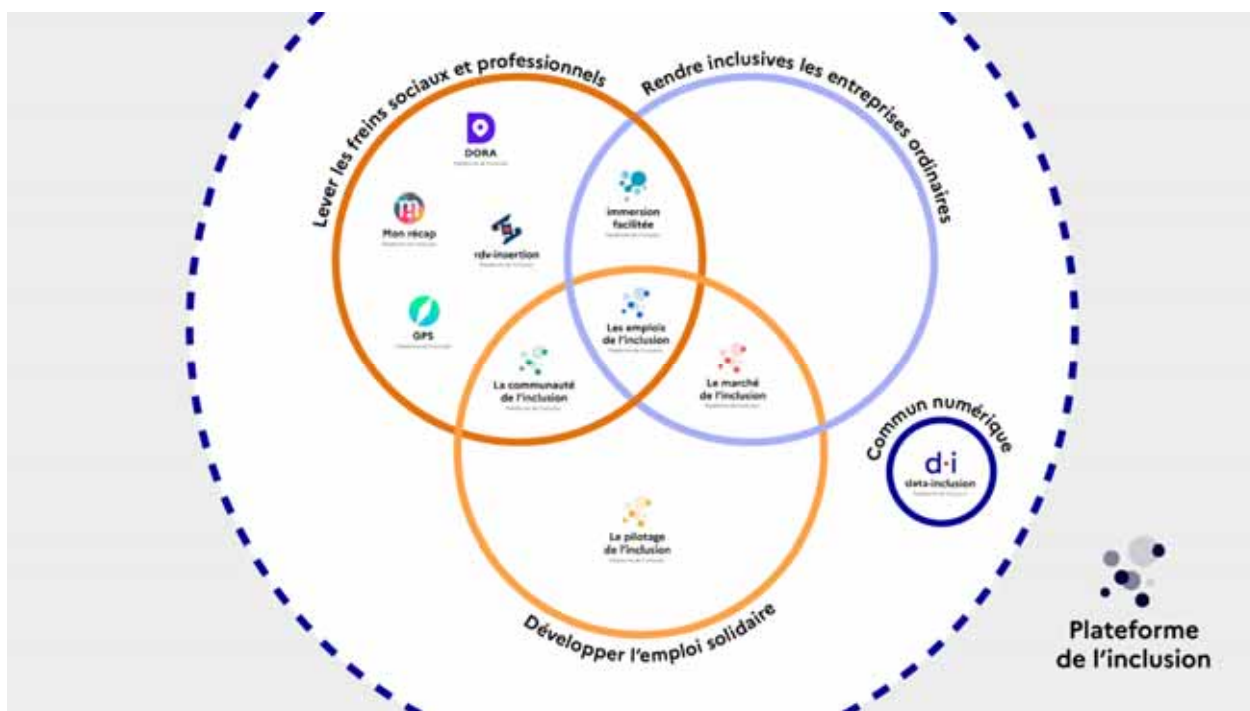 Lever les freins sociaux et professionnels
Rendre inclusives les entreprises ordinaires
DORA
Mon récap
rdv-insertion
GPS
immersion
facilitée
Les emplois
de l'inclusion
La communauté
de l'inclusion
Le marché
de l'inclusion
Commun numérique
d·i
data·inclusion
Le pilotage
de l'inclusion
Développer l'emploi solidaire
Plateforme
de l'inclusion